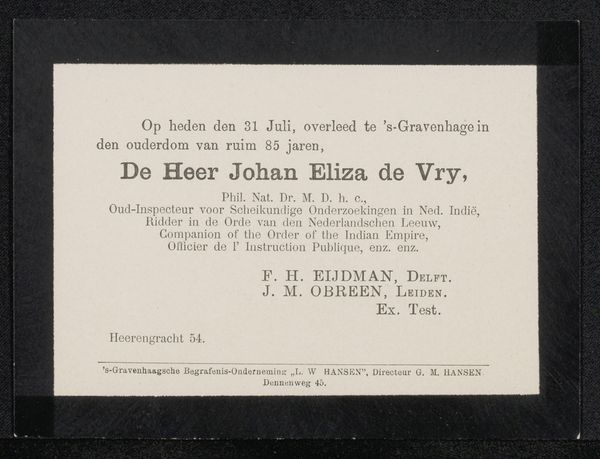 Op heden den 31 Juli, overleed te 's-Gravenhage in
den ouderdom van ruim 85 jaren,
De Heer Johan Eliza de Vry,
Phil. Nat. Dr. M. D. h. c.,
Oud-Inspecteur voor Scheikundige Onderzoekingen in Ned. Indië,
Ridder in de Orde van den Nederlandschen Leeuw,
Companion of the Order of the Indian Empire,
Officier de l' Instruction Publique, enz. enz.
F. H. EIJDMAN, DELFT.
J. M. OBREEN, LEIDEN.
Ex. Test.
Heerengracht 54.
's-Gravenhaagsche Begrafenis-Onderneming „L. W HANSEN", Directeur G. M. HANSEN
Dennenweg 45.